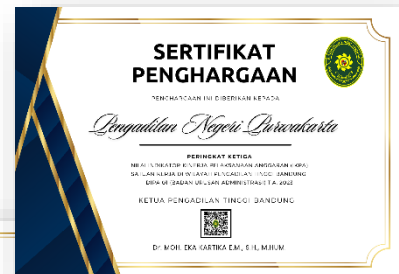 SERTIFIKAT
PENGHARGAAN
PENGHARGAAN INI DIBERIKAN KEPADA
Pengadilan Negeri Purwakarta
PERINGKAT KETIGA
NILAI INDIKATOR KINERJA PELAKSANAAN ANGGARAN (IKPA)
SATUAN KERJA DI WILAYAH PENGADILAN TINGGI BANDUNG
DIPA 01 (BADAN URUSAN ADMINISTRASI) T.A. 2023
KETUA PENGADILAN TINGGI BANDUNG
Dr. MOH. EKA KARTIKA E.M., S.H., M.HUM